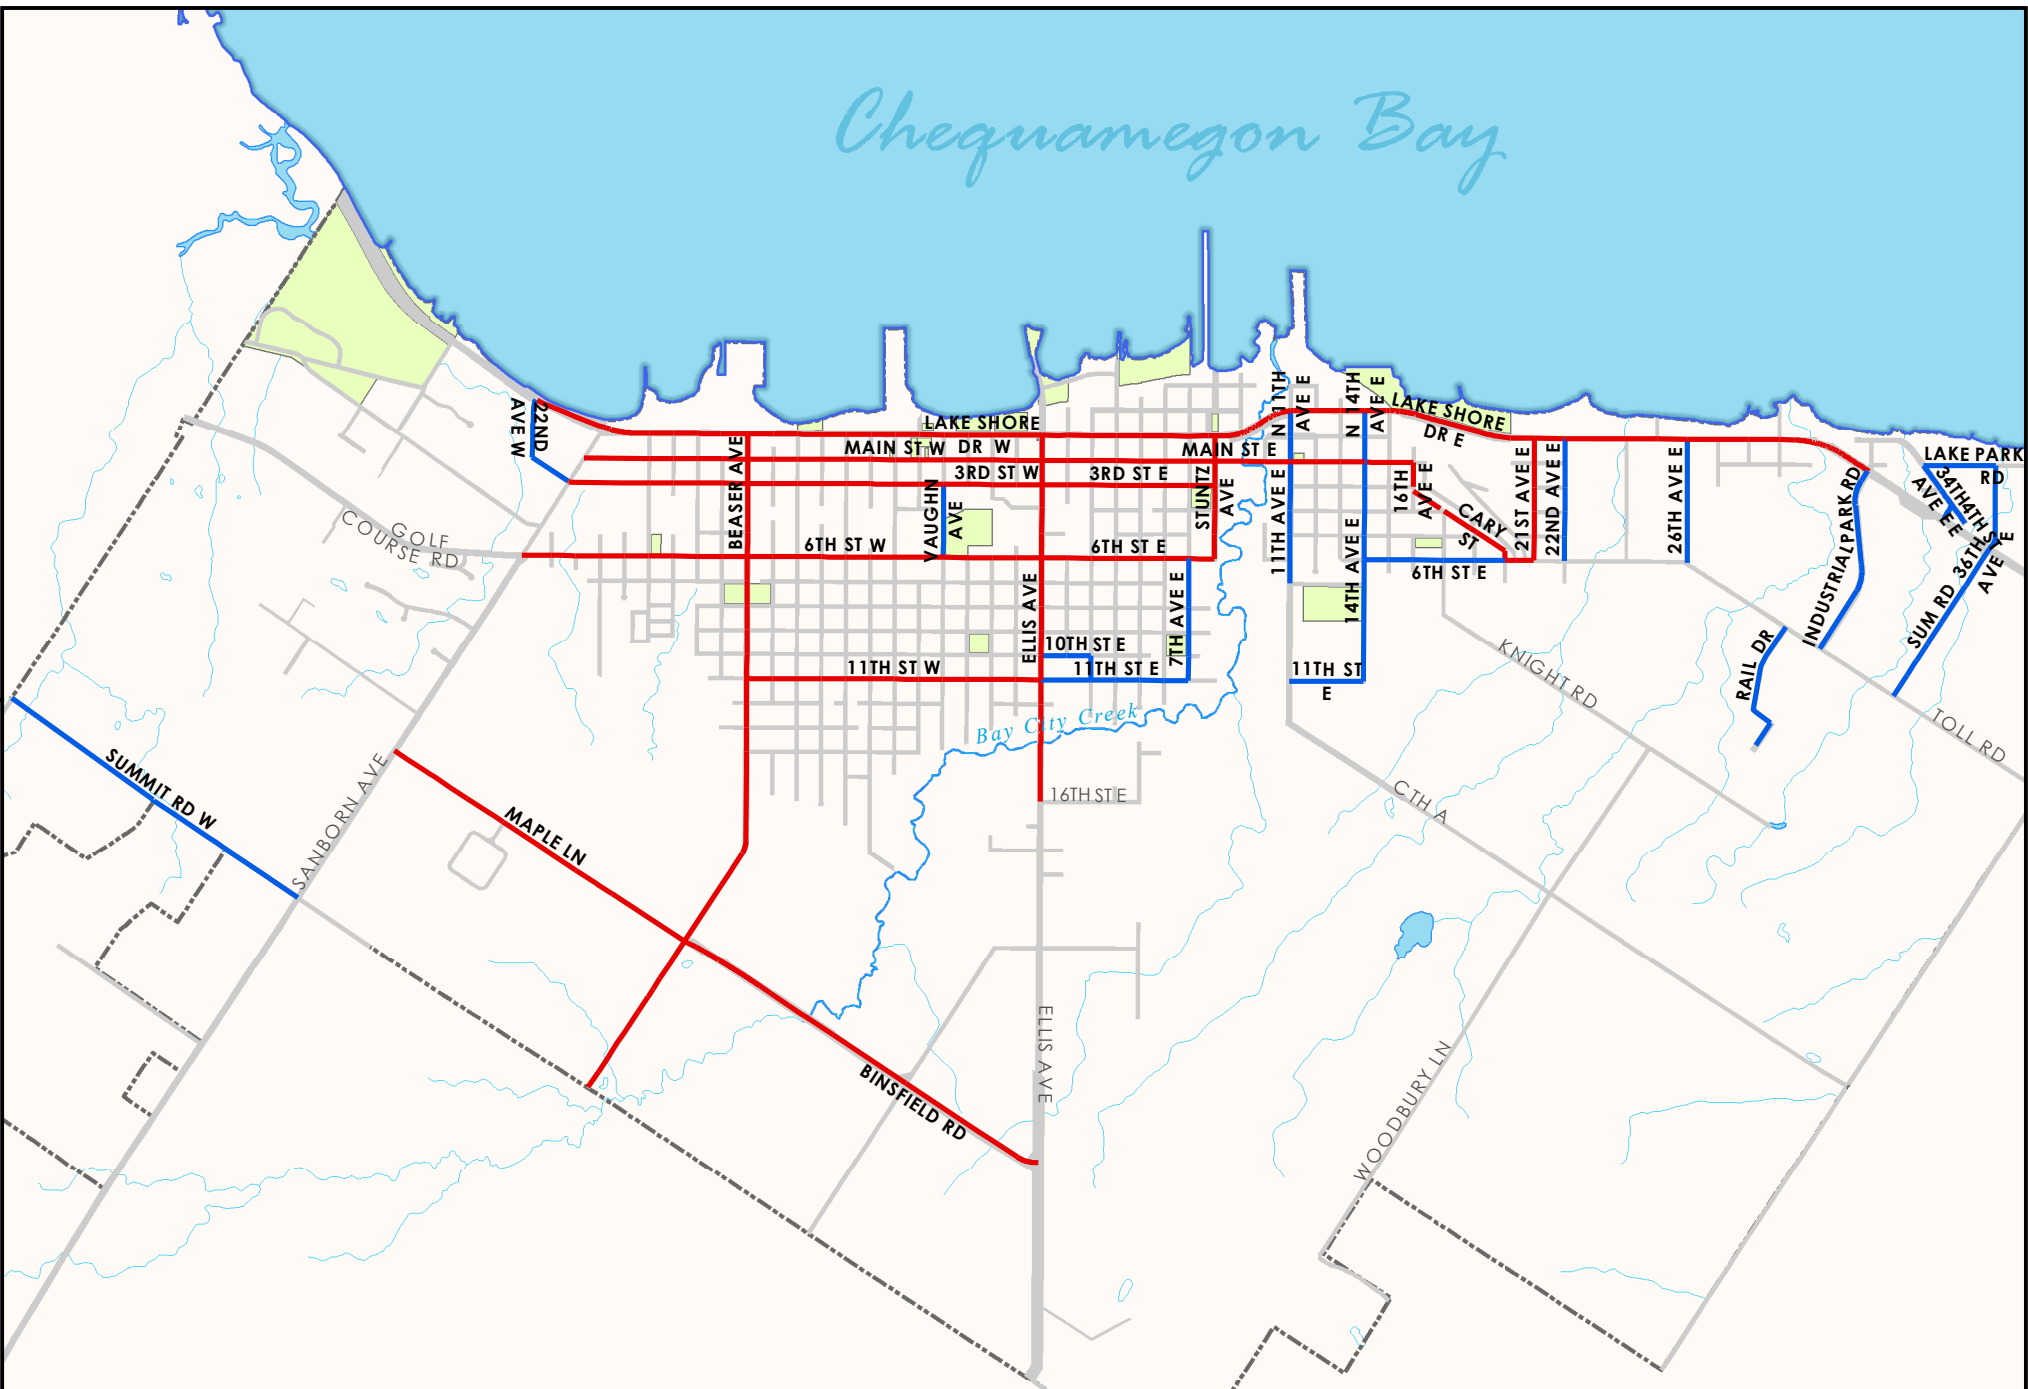 Chequamegon Bay
22ND
AVE W
LAKE SHORE
DR W
MAIN ST W
MAIN ST E
3RD ST W
3RD ST E
BEASER AVE
VAUGHN
AVE
STUNTZ
AVE
N 11TH
AVE E
N 14TH
AVE E
LAKE SHORE
DR E
11TH AVE E
14TH AVE E
16TH
AVE E
CARY
ST
21ST AVE E
22ND AVE E
26TH AVE E
INDUSTRIAL PARK RD
LAKE PARK
RD
34TH
AVE E
4TH ST E
36TH
AVE E
SUM RD
RAIL DR
GOLF
COURSE RD
6TH ST W
6TH ST E
6TH ST E
ELLIS AVE
7TH AVE E
10TH ST E
11TH ST W
11TH ST E
11TH ST
E
KNIGHT RD
TOLL RD
Bay City Creek
SUMMIT RD W
SANBORN AVE
MAPLE LN
16TH ST E
CTH A
ELLIS AVE
BINSFIELD RD
WOODBURY LN